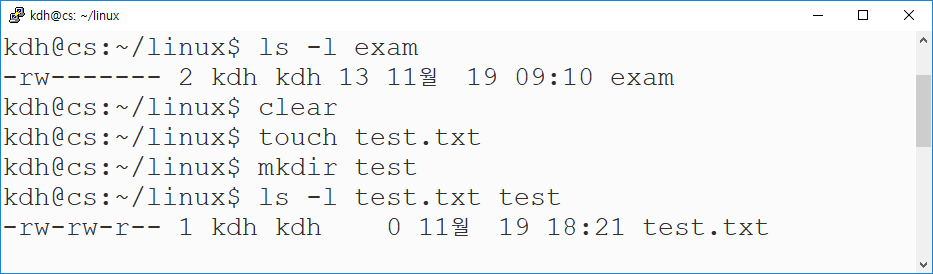 kdh@cs: ~/linux
kdh@cs:~/linux$ ls -l exam
-rw------- 2 kdh kdh 13 11월  19 09:10 exam
kdh@cs:~/linux$ clear
kdh@cs:~/linux$ touch test.txt
kdh@cs:~/linux$ mkdir test
kdh@cs:~/linux$ ls -l test.txt test
-rw-rw-r-- 1 kdh kdh    0 11월  19 18:21 test.txt